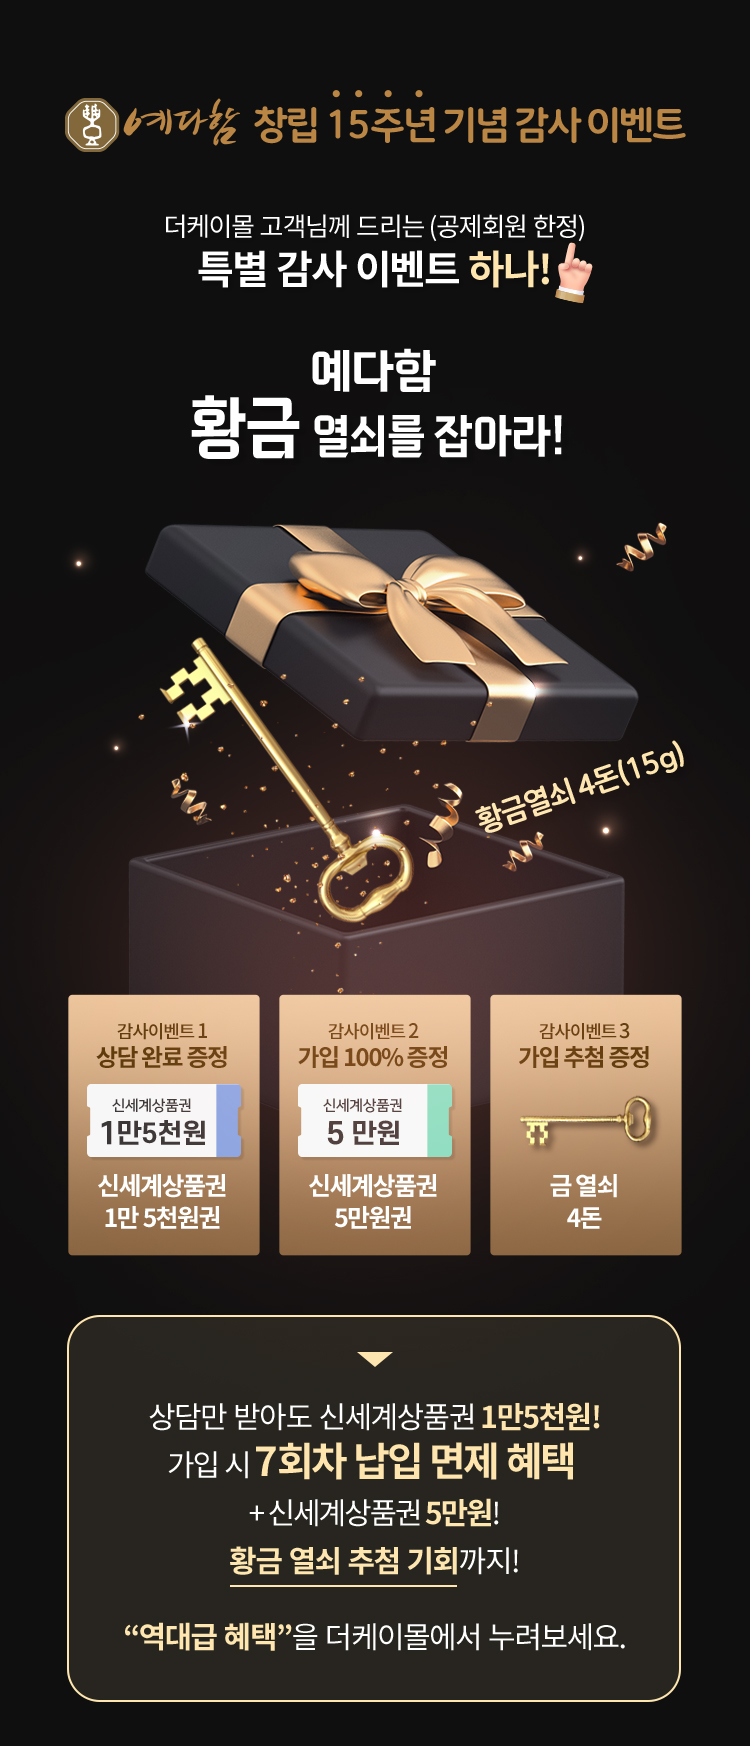 예다함 창립 15주년 기념 감사 이벤트
더케이몰 고객님께 드리는 (공제회원 한정)
특별 감사 이벤트 하나!
예다함
황금 열쇠를 잡아라!
황금열쇠 4돈(15g)
감사이벤트 1
상담 완료 증정
신세계상품권
1만5천원
신세계상품권
1만 5천원권
감사이벤트 2
가입 100% 증정
신세계상품권
5 만원
신세계상품권
5만원권
감사이벤트 3
가입 추첨 증정
금 열쇠
4돈
상담만 받아도 신세계상품권 1만5천원!
가입 시 7회차 납입 면제 혜택
+ 신세계상품권 5만원!
황금 열쇠 추첨 기회까지!
“역대급 혜택”을 더케이몰에서 누려보세요.